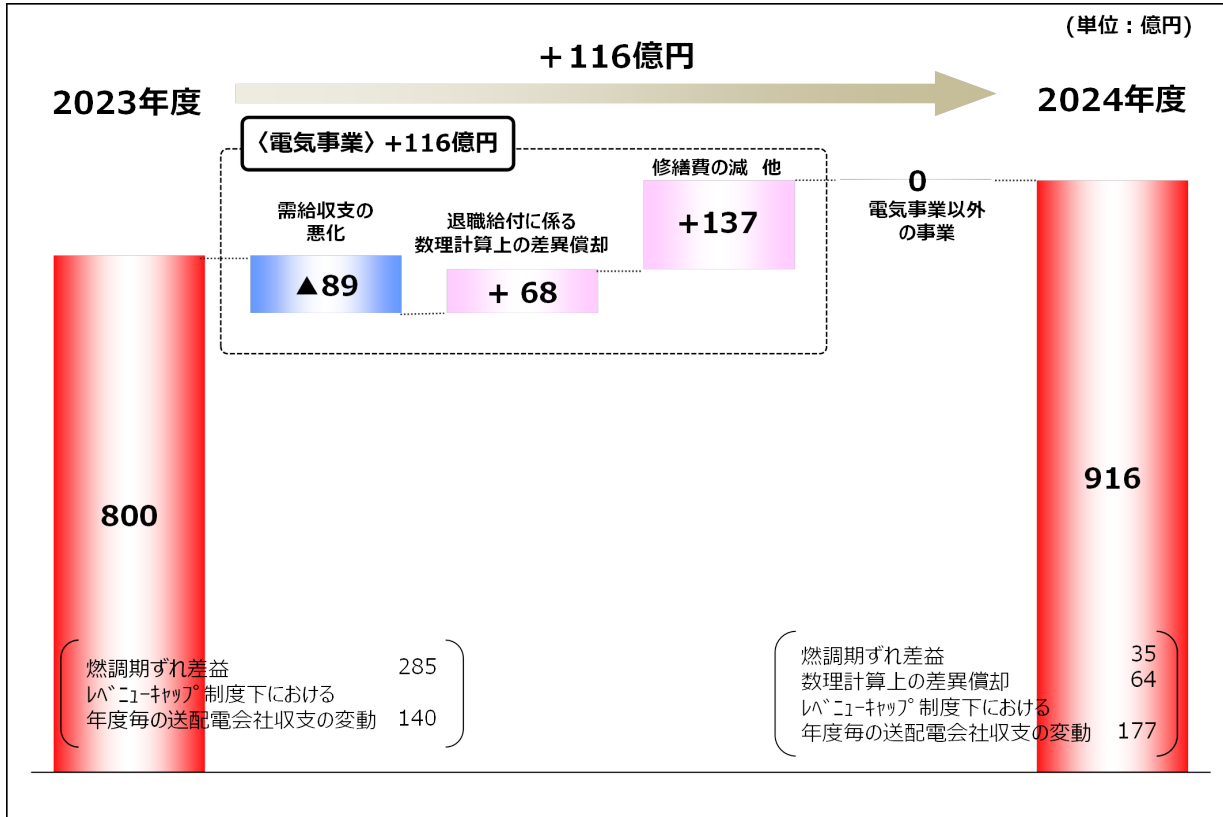 (単位：億円)
＋116億円
2023年度
2024年度
〈電気事業〉+116億円
需給収支の
悪化
▲89
退職給付に係る
数理計算上の差異償却
+ 68
修繕費の減 他
+137
0
電気事業以外
の事業
800
916
燃調期ずれ差益 285
ﾚﾍﾞﾆｭｰｷｬｯﾌﾟ制度下における
年度毎の送配電会社収支の変動 140
燃調期ずれ差益 35
数理計算上の差異償却 64
ﾚﾍﾞﾆｭｰｷｬｯﾌﾟ制度下における
年度毎の送配電会社収支の変動 177